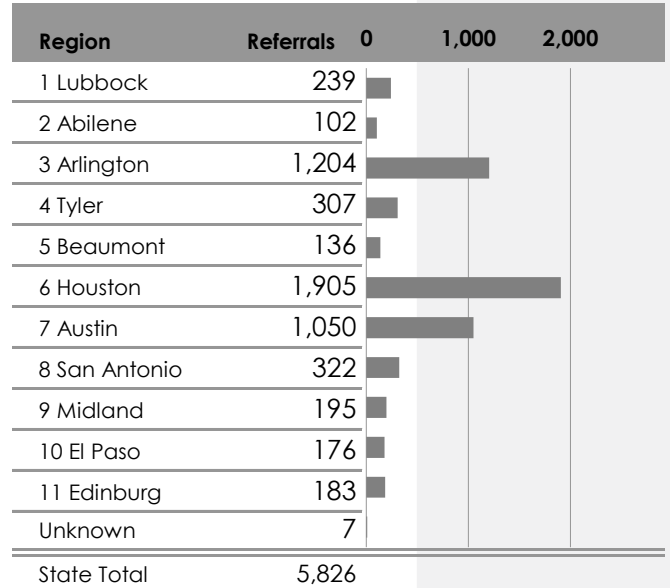 Region Referrals 0 1,000 2,000
1 Lubbock 239
2 Abilene 102
3 Arlington 1,204
4 Tyler 307
5 Beaumont 136
6 Houston 1,905
7 Austin 1,050
8 San Antonio 322
9 Midland 195
10 El Paso 176
11 Edinburg 183
Unknown 7
State Total 5,826